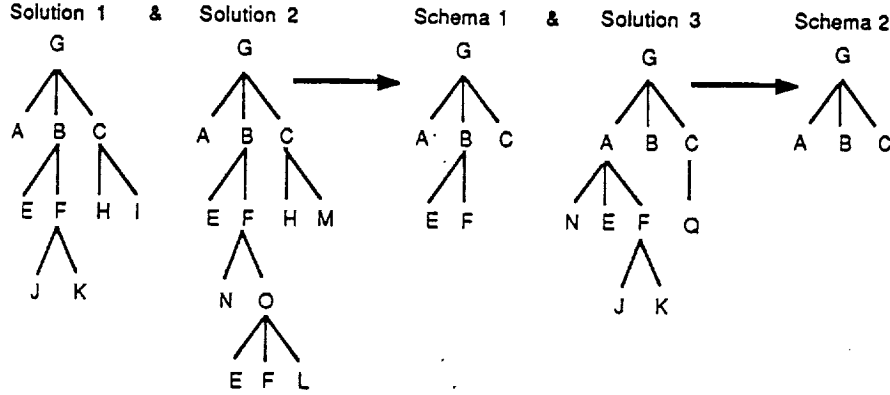 Solution 1 & Solution 2 Schema 1 & Solution 3 Schema 2
G G G G G
A B C A B C A B C A B C A B C
E F H I E F H M E F N E F Q
J K N O J K
E F L